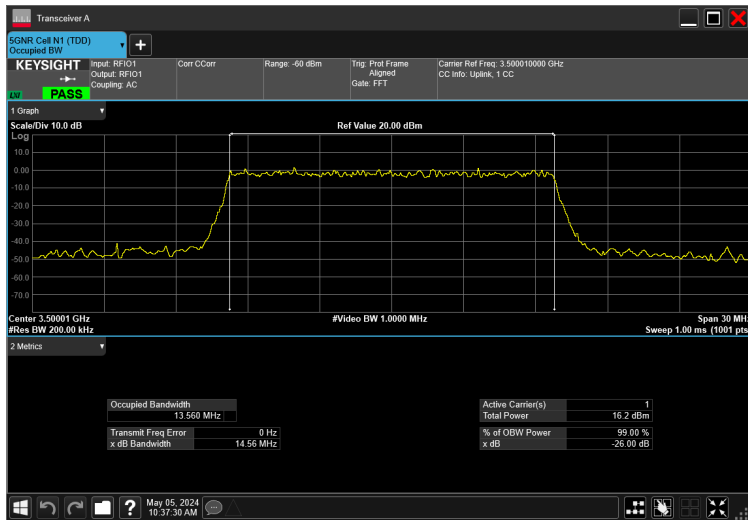 Transceiver A
5GNR Cell N1 (TDD)
Occupied BW
KEYSIGHT
LXI
PASS
Input: RFIO1
Output: RFIO1
Coupling: AC
Corr CCorr
Range: -60 dBm
Trig: Prot Frame
Aligned
Gate: FFT
Carrier Ref Freq: 3.500010000 GHz
CC Info: Uplink, 1 CC
1 Graph
Scale/Div 10.0 dB
Ref Value 20.00 dBm
Log
10.0
0.00
-10.0
-20.0
-30.0
-40.0
-50.0
-60.0
-70.0
Center 3.50001 GHz
#Video BW 1.0000 MHz
Span 30 MH
#Res BW 200.00 kHz
Sweep 1.00 ms (1001 pts
2 Metrics
Occupied Bandwidth
13.560 MHz
Transmit Freq Error 0 Hz
x dB Bandwidth 14.56 MHz
Active Carrier(s) 1
Total Power 16.2 dBm
% of OBW Power 99.00 %
x dB -26.00 dB
?
May 05, 2024
10:37:30 AM